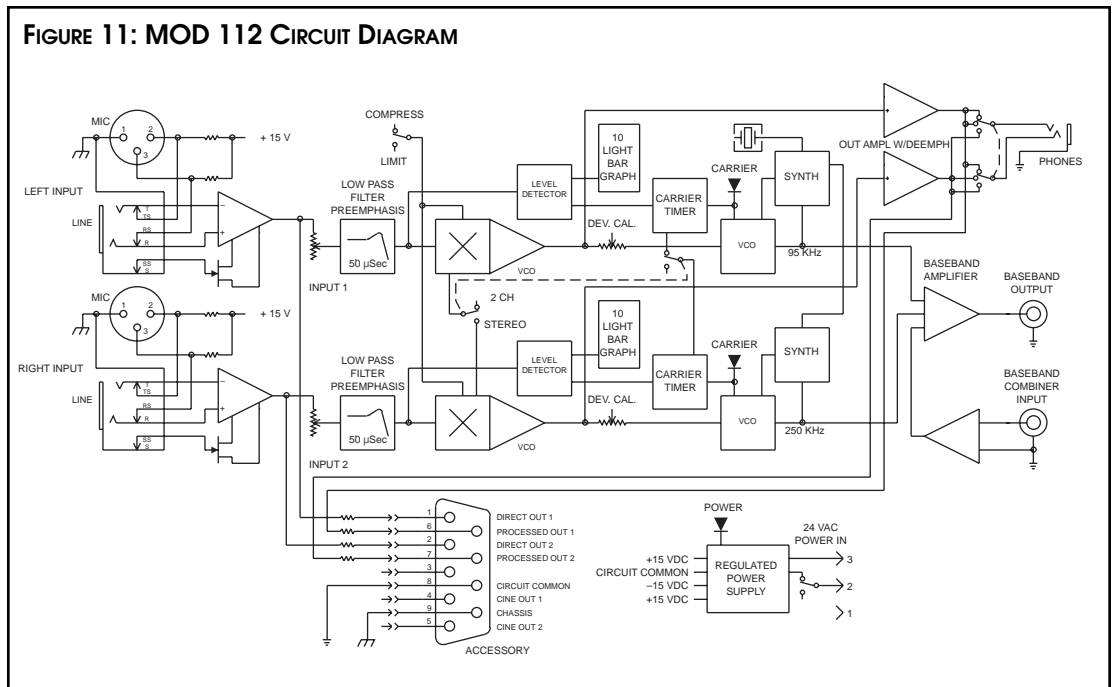 FIGURE 11: MOD 112 CIRCUIT DIAGRAM
MIC
1
2
3
+ 15 V
LEFT INPUT
LINE
T
TS
RS
R
SS
S
–
+
MIC
1
2
3
+ 15 V
RIGHT INPUT
LINE
T
TS
RS
R
SS
S
–
+
COMPRESS
LIMIT
LOW PASS
FILTER
PREEMPHASIS
50 µSec
INPUT 1
LOW PASS
FILTER
PREEMPHASIS
50 µSec
INPUT 2
VCO
2 CH
STEREO
VCO
LEVEL
DETECTOR
10
LIGHT
BAR
GRAPH
DEV. CAL.
CARRIER
TIMER
CARRIER
VCO
SYNTH
95 KHz
LEVEL
DETECTOR
10
LIGHT
BAR
GRAPH
DEV. CAL.
CARRIER
TIMER
CARRIER
VCO
SYNTH
250 KHz
+
OUT AMPL W/DEEMPH
+
PHONES
BASEBAND
AMPLIFIER
BASEBAND
OUTPUT
BASEBAND
COMBINER
INPUT
1 DIRECT OUT 1
6 PROCESSED OUT 1
2 DIRECT OUT 2
7 PROCESSED OUT 2
3
8 CIRCUIT COMMON
4 CINE OUT 1
9 CHASSIS
5 CINE OUT 2
ACCESSORY
POWER
24 VAC
POWER IN
+15 VDC
CIRCUIT COMMON
–15 VDC
+15 VDC
REGULATED
POWER
SUPPLY
3
2
1